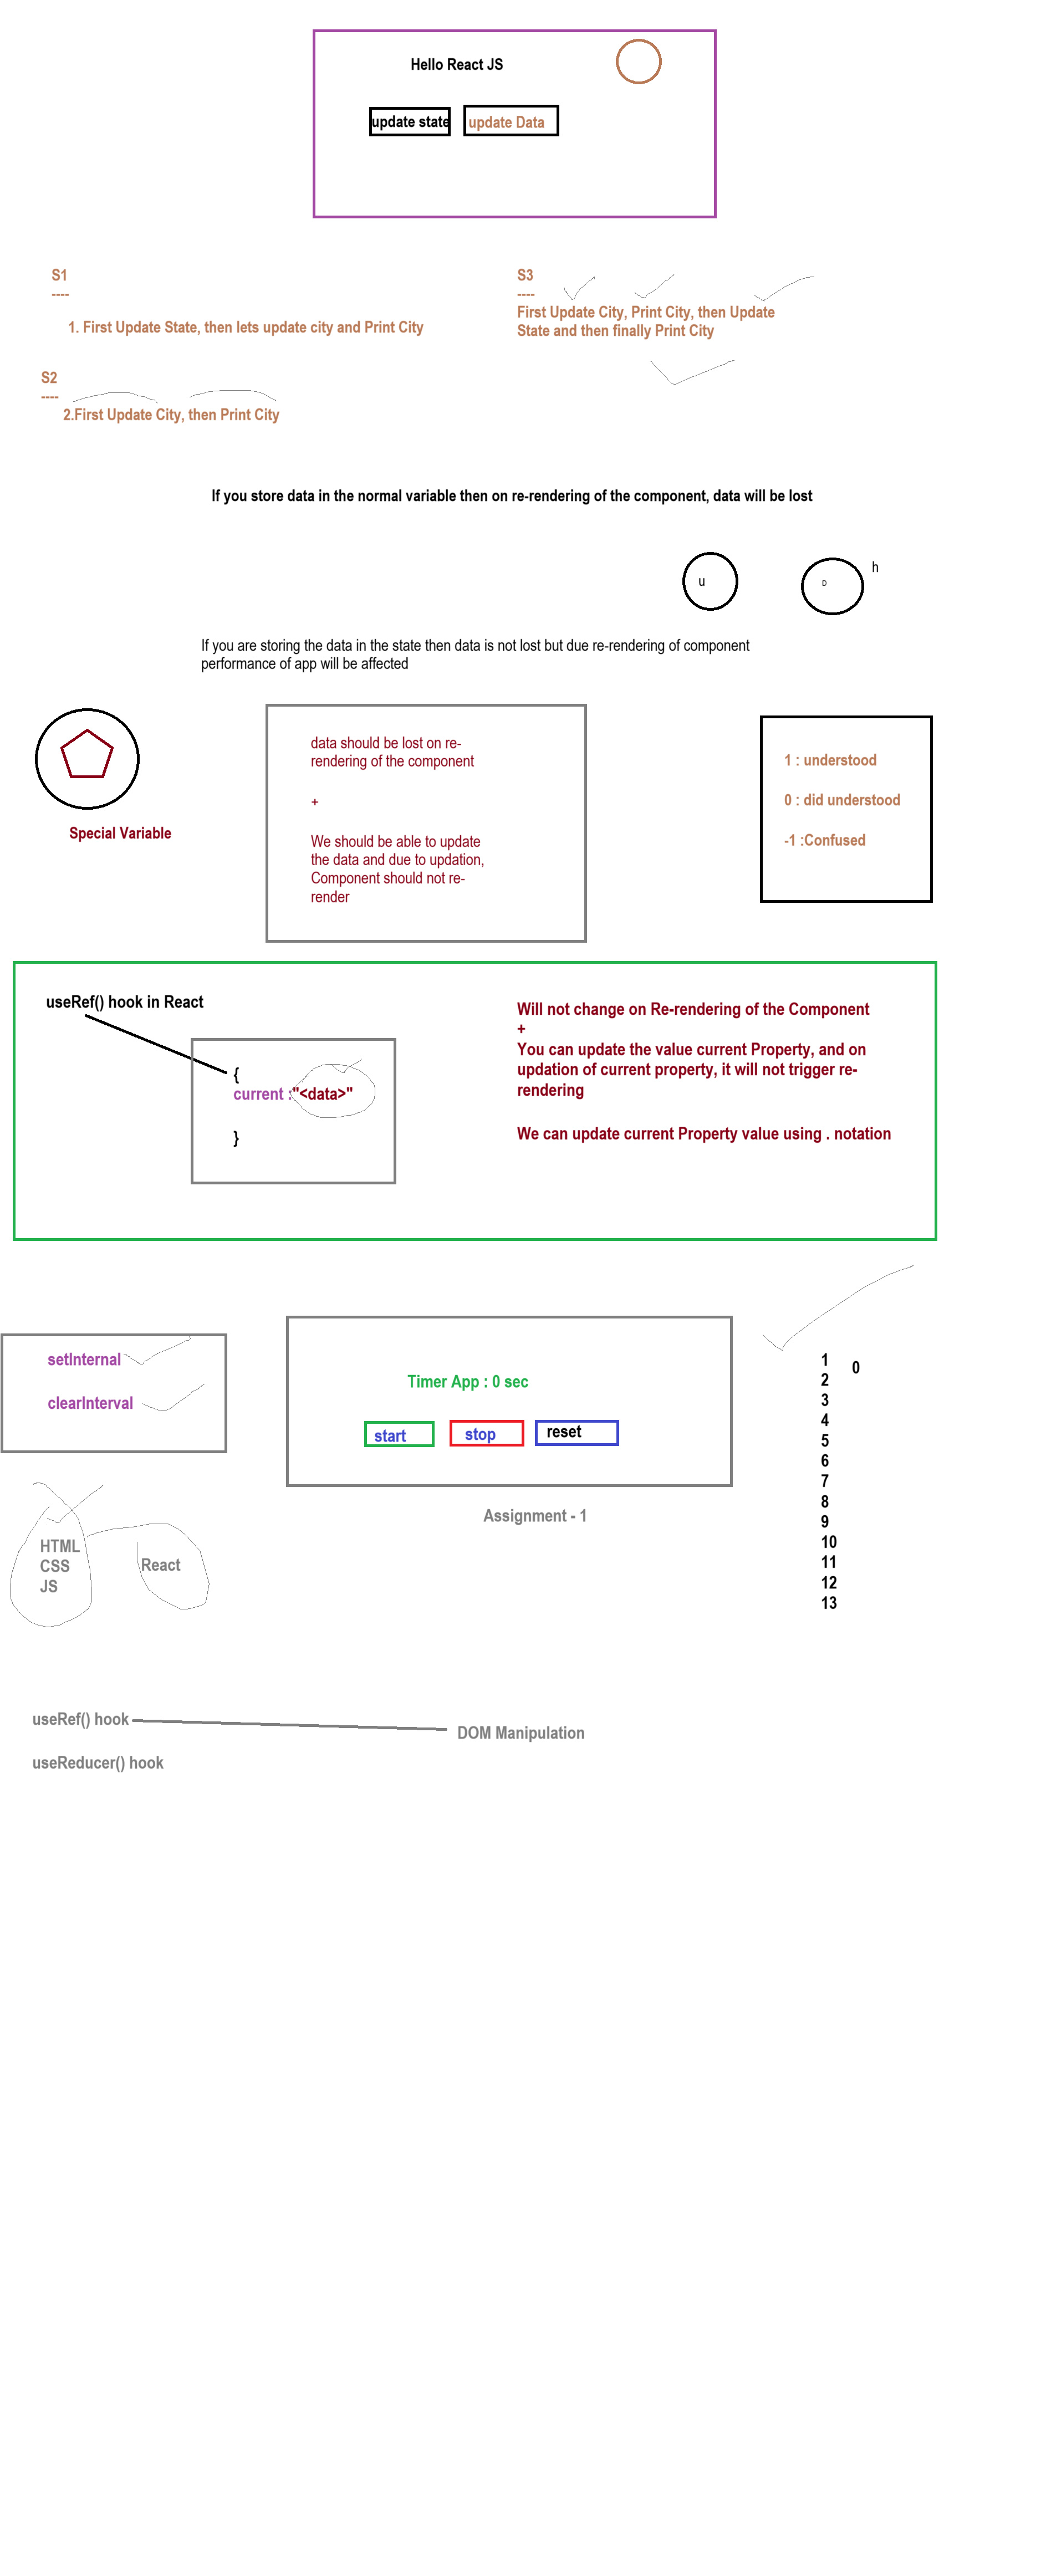 Hello React JS
update state
update Data
S1
----
1. First Update State, then lets update city and Print City
S3
----
First Update City, Print City, then Update
State and then finally Print City
S2
----
2.First Update City, then Print City
If you store data in the normal variable then on re-rendering of the component, data will be lost
u
D
h
If you are storing the data in the state then data is not lost but due re-rendering of component
performance of app will be affected
Special Variable
data should be lost on re-
rendering of the component
+
We should be able to update
the data and due to updation,
Component should not re-
render
1 : understood
0 : did understood
-1 :Confused
useRef() hook in React
{
current :"<data>"
}
Will not change on Re-rendering of the Component
+
You can update the value current Property, and on
updation of current property, it will not trigger re-
rendering
We can update current Property value using . notation
setInternal
clearInterval
Timer App : 0 sec
start
stop
reset
Assignment - 1
1
0
2
3
4
5
6
7
8
9
10
11
12
13
HTML
CSS
JS
React
useRef() hook
DOM Manipulation
useReducer() hook